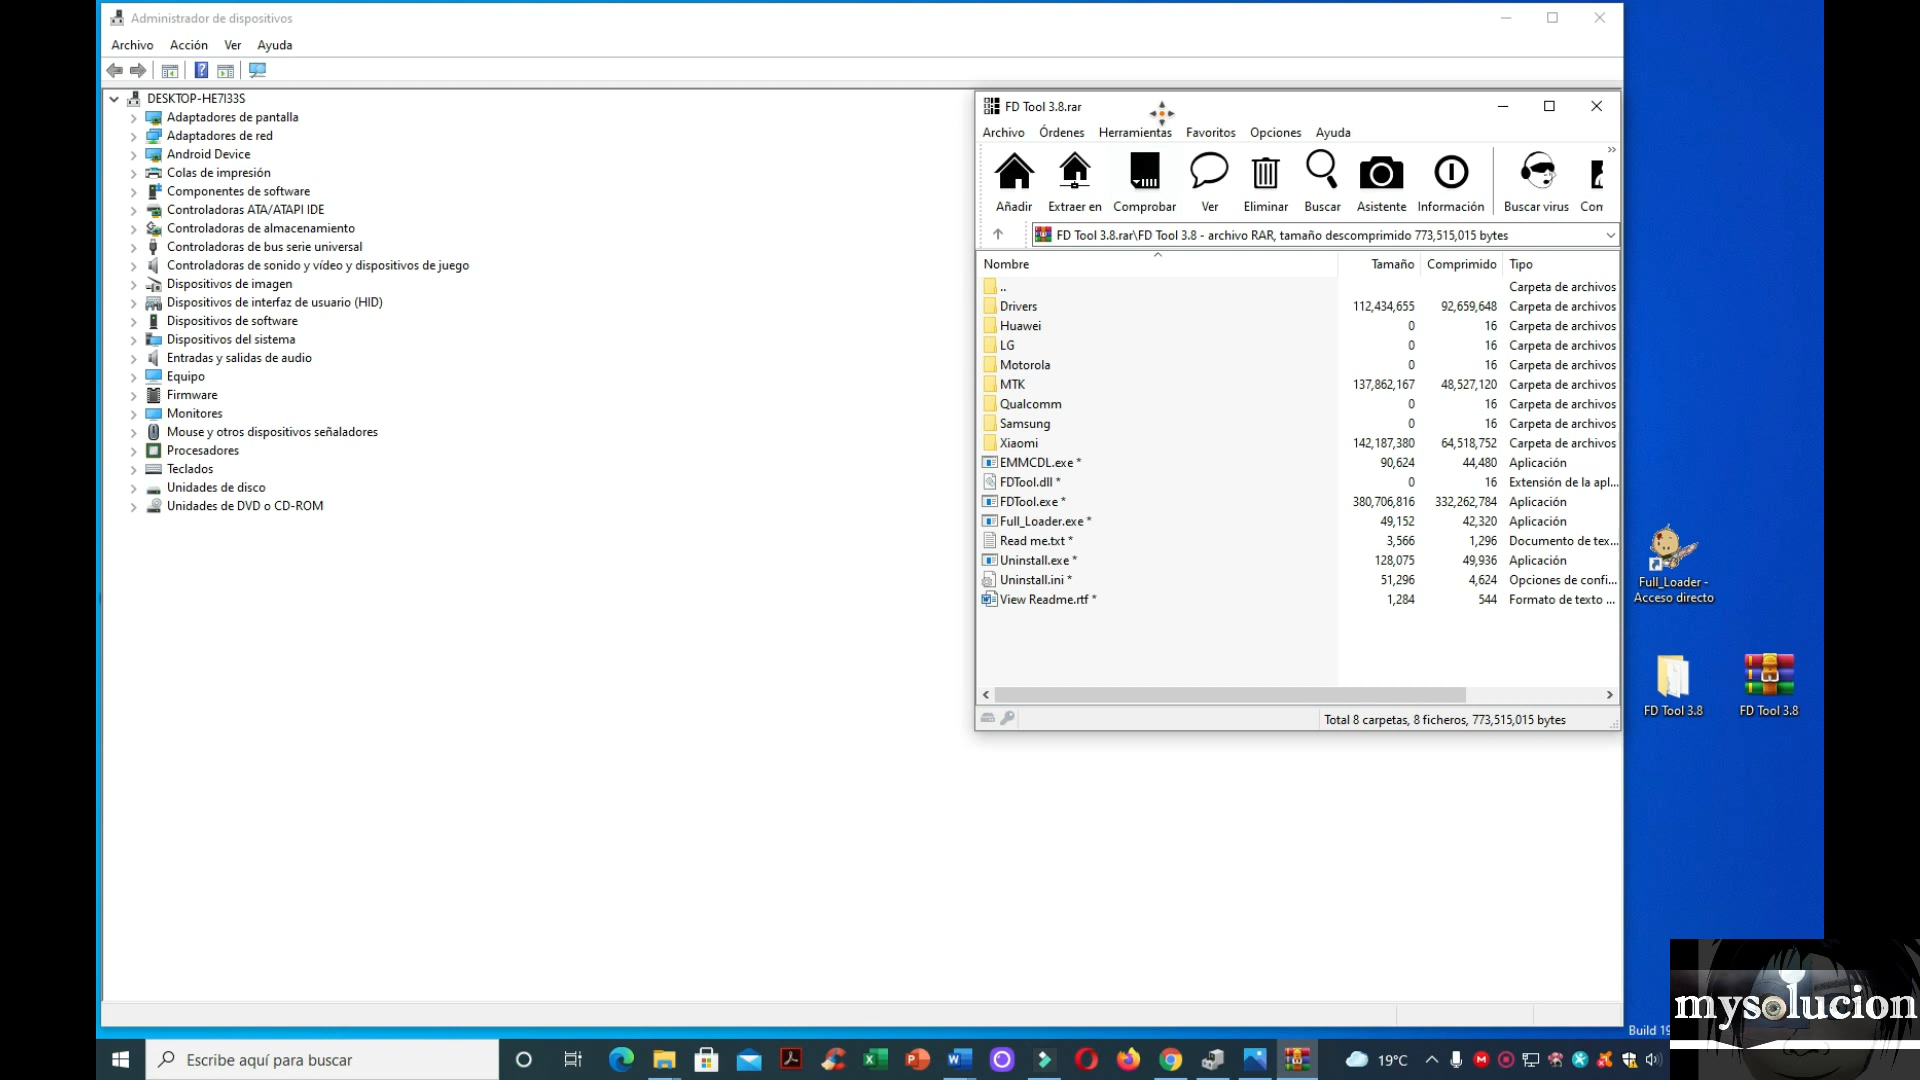 Administrador de dispositivos
Archivo Acción Ver Ayuda
DESKTOP-HE7I33S
Adaptadores de pantalla
Adaptadores de red
Android Device
Colas de impresión
Componentes de software
Controladoras ATA/ATAPI IDE
Controladoras de almacenamiento
Controladoras de bus serie universal
Controladoras de sonido y vídeo y dispositivos de juego
Dispositivos de imagen
Dispositivos de interfaz de usuario (HID)
Dispositivos de software
Dispositivos del sistema
Entradas y salidas de audio
Equipo
Firmware
Monitores
Mouse y otros dispositivos señaladores
Procesadores
Teclados
Unidades de disco
Unidades de DVD o CD-ROM
FD Tool 3.8.rar
Archivo Órdenes Herramientas Favoritos Opciones Ayuda
Añadir Extraer en Comprobar Ver Eliminar Buscar Asistente Información Buscar virus Con
FD Tool 3.8.rar\FD Tool 3.8 - archivo RAR, tamaño descomprimido 773,515,015 bytes
Nombre Tamaño Comprimido Tipo
.. Carpeta de archivos
Drivers 112,434,655 92,659,648 Carpeta de archivos
Huawei 0 16 Carpeta de archivos
LG 0 16 Carpeta de archivos
Motorola 0 16 Carpeta de archivos
MTK 137,862,167 48,527,120 Carpeta de archivos
Qualcomm 0 16 Carpeta de archivos
Samsung 0 16 Carpeta de archivos
Xiaomi 142,187,380 64,518,752 Carpeta de archivos
EMMCDL.exe * 90,624 44,480 Aplicación
FDTool.dll * 0 16 Extensión de la apl...
FDTool.exe * 380,706,816 332,262,784 Aplicación
Full_Loader.exe * 49,152 42,320 Aplicación
Read me.txt * 3,566 1,296 Documento de tex...
Uninstall.exe * 128,075 49,936 Aplicación
Uninstall.ini * 51,296 4,624 Opciones de confi...
View Readme.rtf * 1,284 544 Formato de texto ...
Total 8 carpetas, 8 ficheros, 773,515,015 bytes
Full_Loader - Acceso directo
FD Tool 3.8
FD Tool 3.8
Build 19
mysolucion
Escribe aquí para buscar
19°C